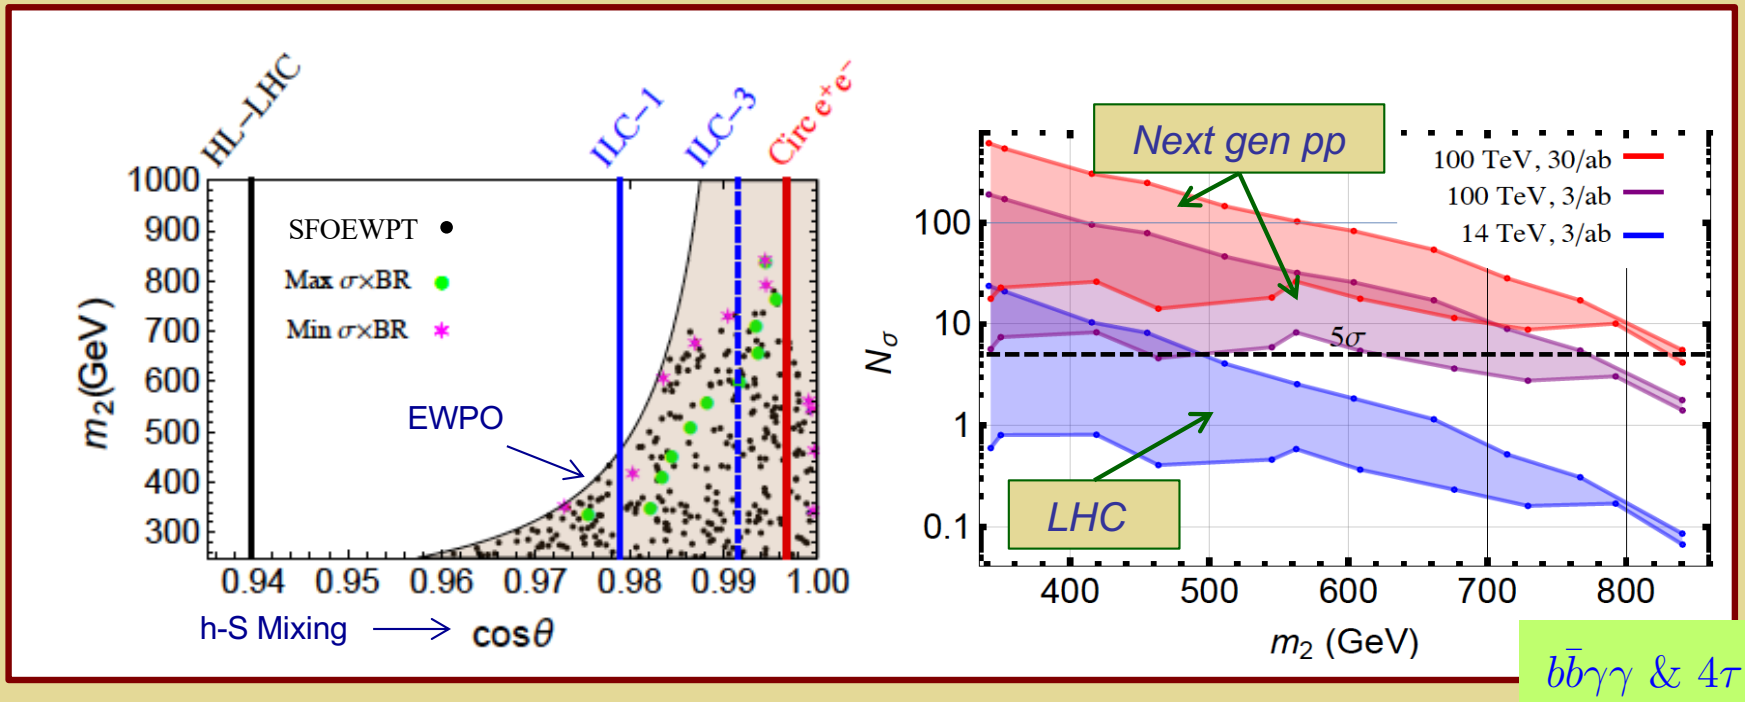 HL-LHC
ILC-1
ILC-3
Circ e⁺e⁻
1000
900
800
700
600
500
400
300
m₂(GeV)
SFOEWPT
Max σ×BR
Min σ×BR
EWPO
0.94 0.95 0.96 0.97 0.98 0.99 1.00
h-S Mixing
cosθ
Next gen pp
100 TeV, 30/ab
100 TeV, 3/ab
14 TeV, 3/ab
100
10
1
0.1
Nσ
5σ
LHC
400 500 600 700 800
m₂ (GeV)
bb̄γγ & 4τ